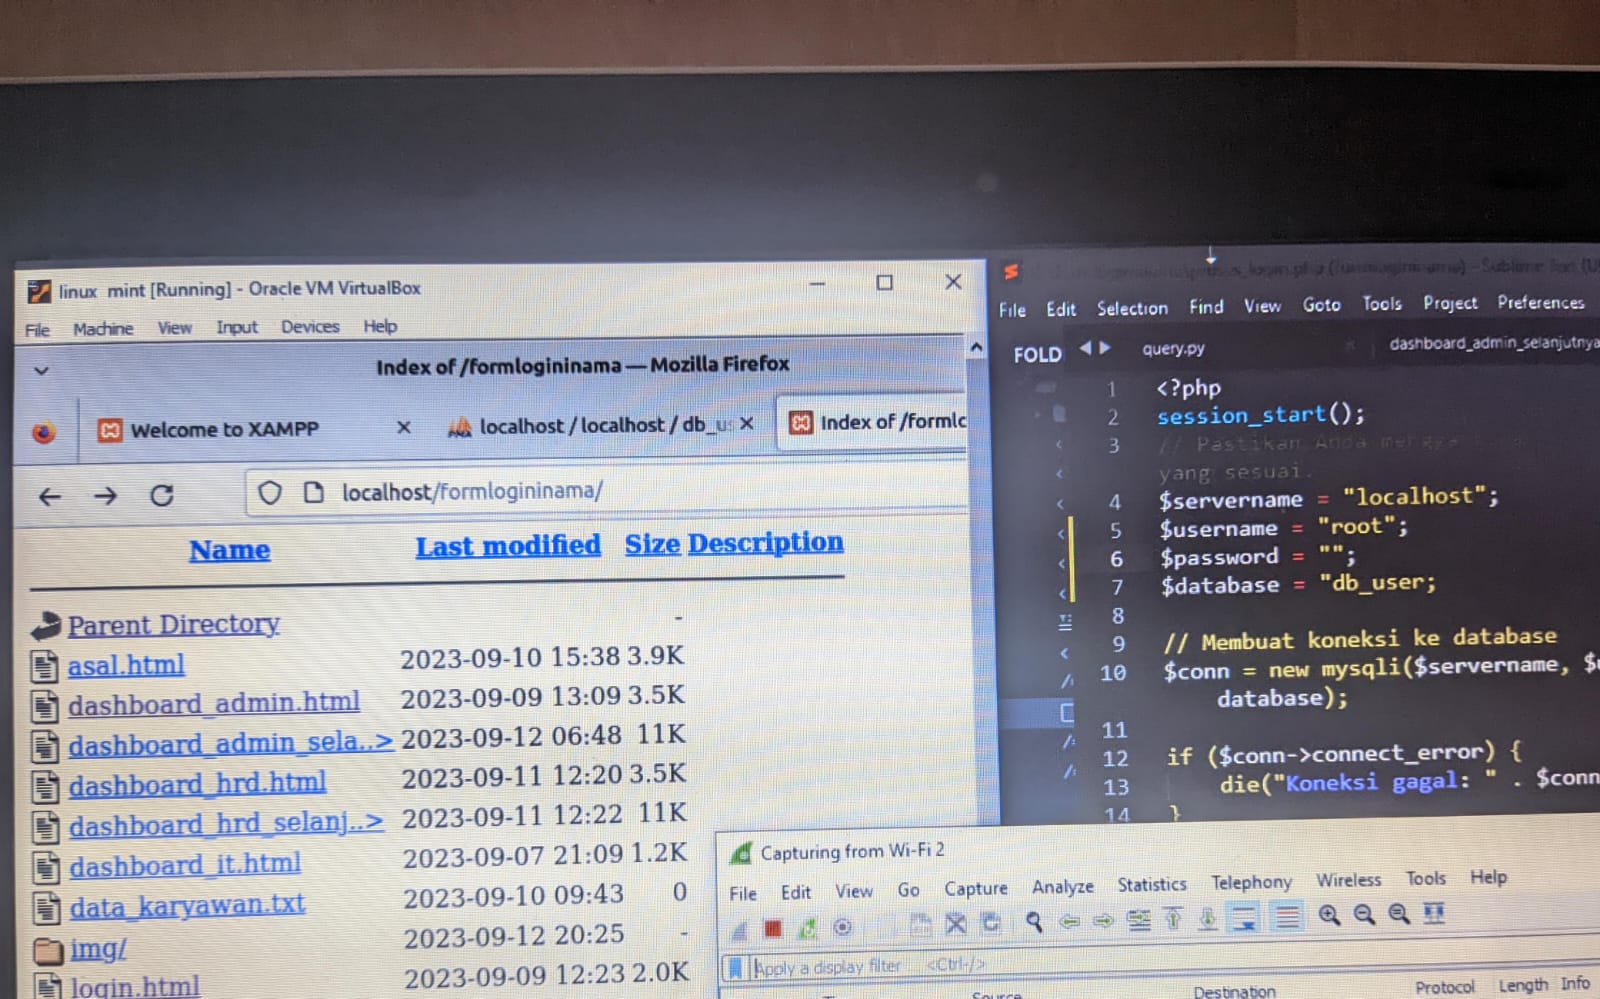 linux mint [Running] - Oracle VM VirtualBox
File Machine View Input Devices Help
Index of /formlogininama — Mozilla Firefox
Welcome to XAMPP
localhost / localhost / db_us
Index of /formlo
localhost/formlogininama/
Name Last modified Size Description
Parent Directory -
asal.html 2023-09-10 15:38 3.9K
dashboard_admin.html 2023-09-09 13:09 3.5K
dashboard_admin_sela..> 2023-09-12 06:48 11K
dashboard_hrd.html 2023-09-11 12:20 3.5K
dashboard_hrd_selanj..> 2023-09-11 12:22 11K
dashboard_it.html 2023-09-07 21:09 1.2K
data_karyawan.txt 2023-09-10 09:43 0
img/ 2023-09-12 20:25 -
login.html 2023-09-09 12:23 2.0K
File Edit Selection Find View Goto Tools Project Preferences
FOLD
query.py
dashboard_admin_selanjutnya
1 <?php
2 session_start();
3 // Pastikan Anda
yang sesuai.
4 $servername = "localhost";
5 $username = "root";
6 $password = "";
7 $database = "db_user;
8
9 // Membuat koneksi ke database
10 $conn = new mysqli($servername, $u
database);
11
12 if ($conn->connect_error) {
13 die("Koneksi gagal: " . $conn
14 }
Capturing from Wi-Fi 2
File Edit View Go Capture Analyze Statistics Telephony Wireless Tools Help
Apply a display filter ... <Ctrl-/>
Source Destination Protocol Length Info